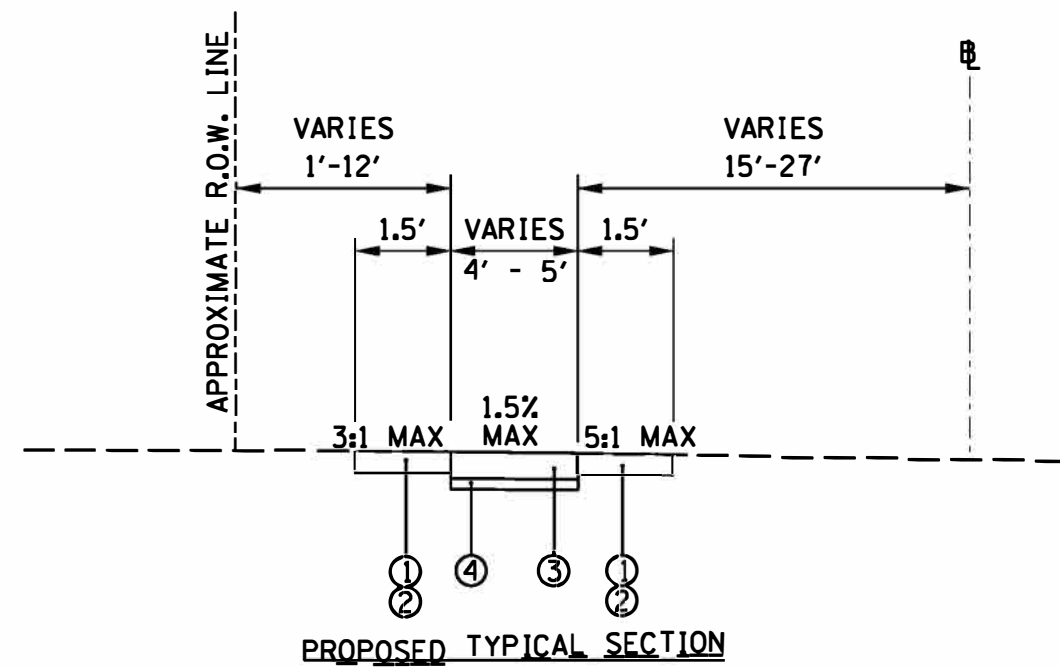 APPROXIMATE R.O.W. LINE
B̲L
VARIES
1'-12'
VARIES
15'-27'
1.5' VARIES 1.5'
4' - 5'
1.5%
3:1 MAX MAX 5:1 MAX
1 4 3 1
2 2
PROPOSED TYPICAL SECTION